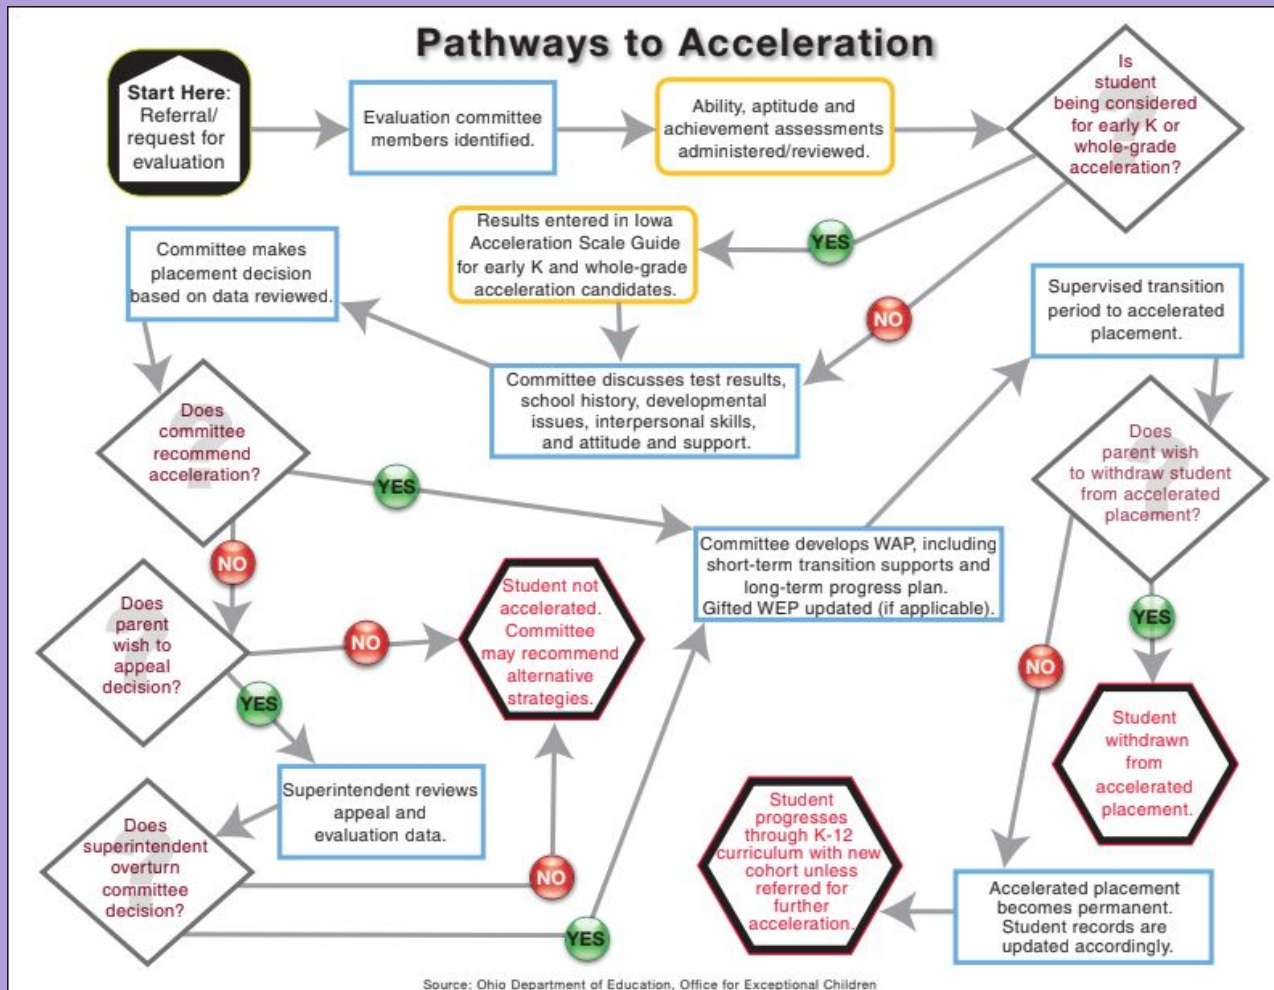 Pathways to Acceleration
Start Here:
Referral/
request for
evaluation
Evaluation committee
members identified.
Ability, aptitude and
achievement assessments
administered/reviewed.
Is
student
being considered
for early K or
whole-grade
acceleration?
YES
NO
Results entered in Iowa
Acceleration Scale Guide
for early K and whole-grade
acceleration candidates.
Committee discusses test results,
school history, developmental
issues, interpersonal skills,
and attitude and support.
Committee makes
placement decision
based on data reviewed.
Does
committee
recommend
acceleration?
YES
NO
Does
parent
wish to
appeal
decision?
NO
YES
Student not
accelerated.
Committee
may recommend
alternative
strategies.
Superintendent reviews
appeal and
evaluation data.
Does
superintendent
overturn
committee
decision?
NO
YES
Committee develops WAP, including
short-term transition supports and
long-term progress plan.
Gifted WEP updated (if applicable).
Supervised transition
period to accelerated
placement.
Does
parent wish
to withdraw student
from accelerated
placement?
YES
NO
Student
withdrawn
from
accelerated
placement.
Accelerated placement
becomes permanent.
Student records are
updated accordingly.
Student
progresses
through K-12
curriculum with new
cohort unless
referred for
further
acceleration.
Source: Ohio Department of Education, Office for Exceptional Children